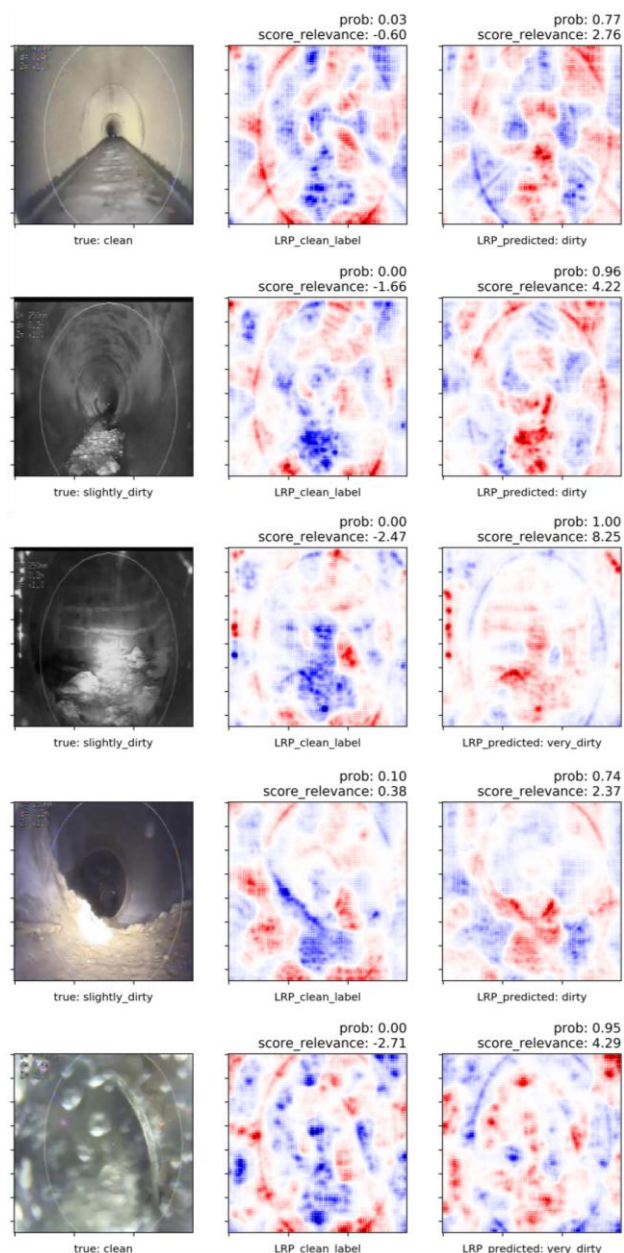 prob: 0.03
score_relevance: -0.60
prob: 0.77
score_relevance: 2.76
true: clean
LRP_clean_label
LRP_predicted: dirty
prob: 0.00
score_relevance: -1.66
prob: 0.96
score_relevance: 4.22
true: slightly_dirty
LRP_clean_label
LRP_predicted: dirty
prob: 0.00
score_relevance: -2.47
prob: 1.00
score_relevance: 8.25
true: slightly_dirty
LRP_clean_label
LRP_predicted: very_dirty
prob: 0.10
score_relevance: 0.38
prob: 0.74
score_relevance: 2.37
true: slightly_dirty
LRP_clean_label
LRP_predicted: dirty
prob: 0.00
score_relevance: -2.71
prob: 0.95
score_relevance: 4.29
true: clean
LRP_clean_label
LRP_predicted: very_dirty